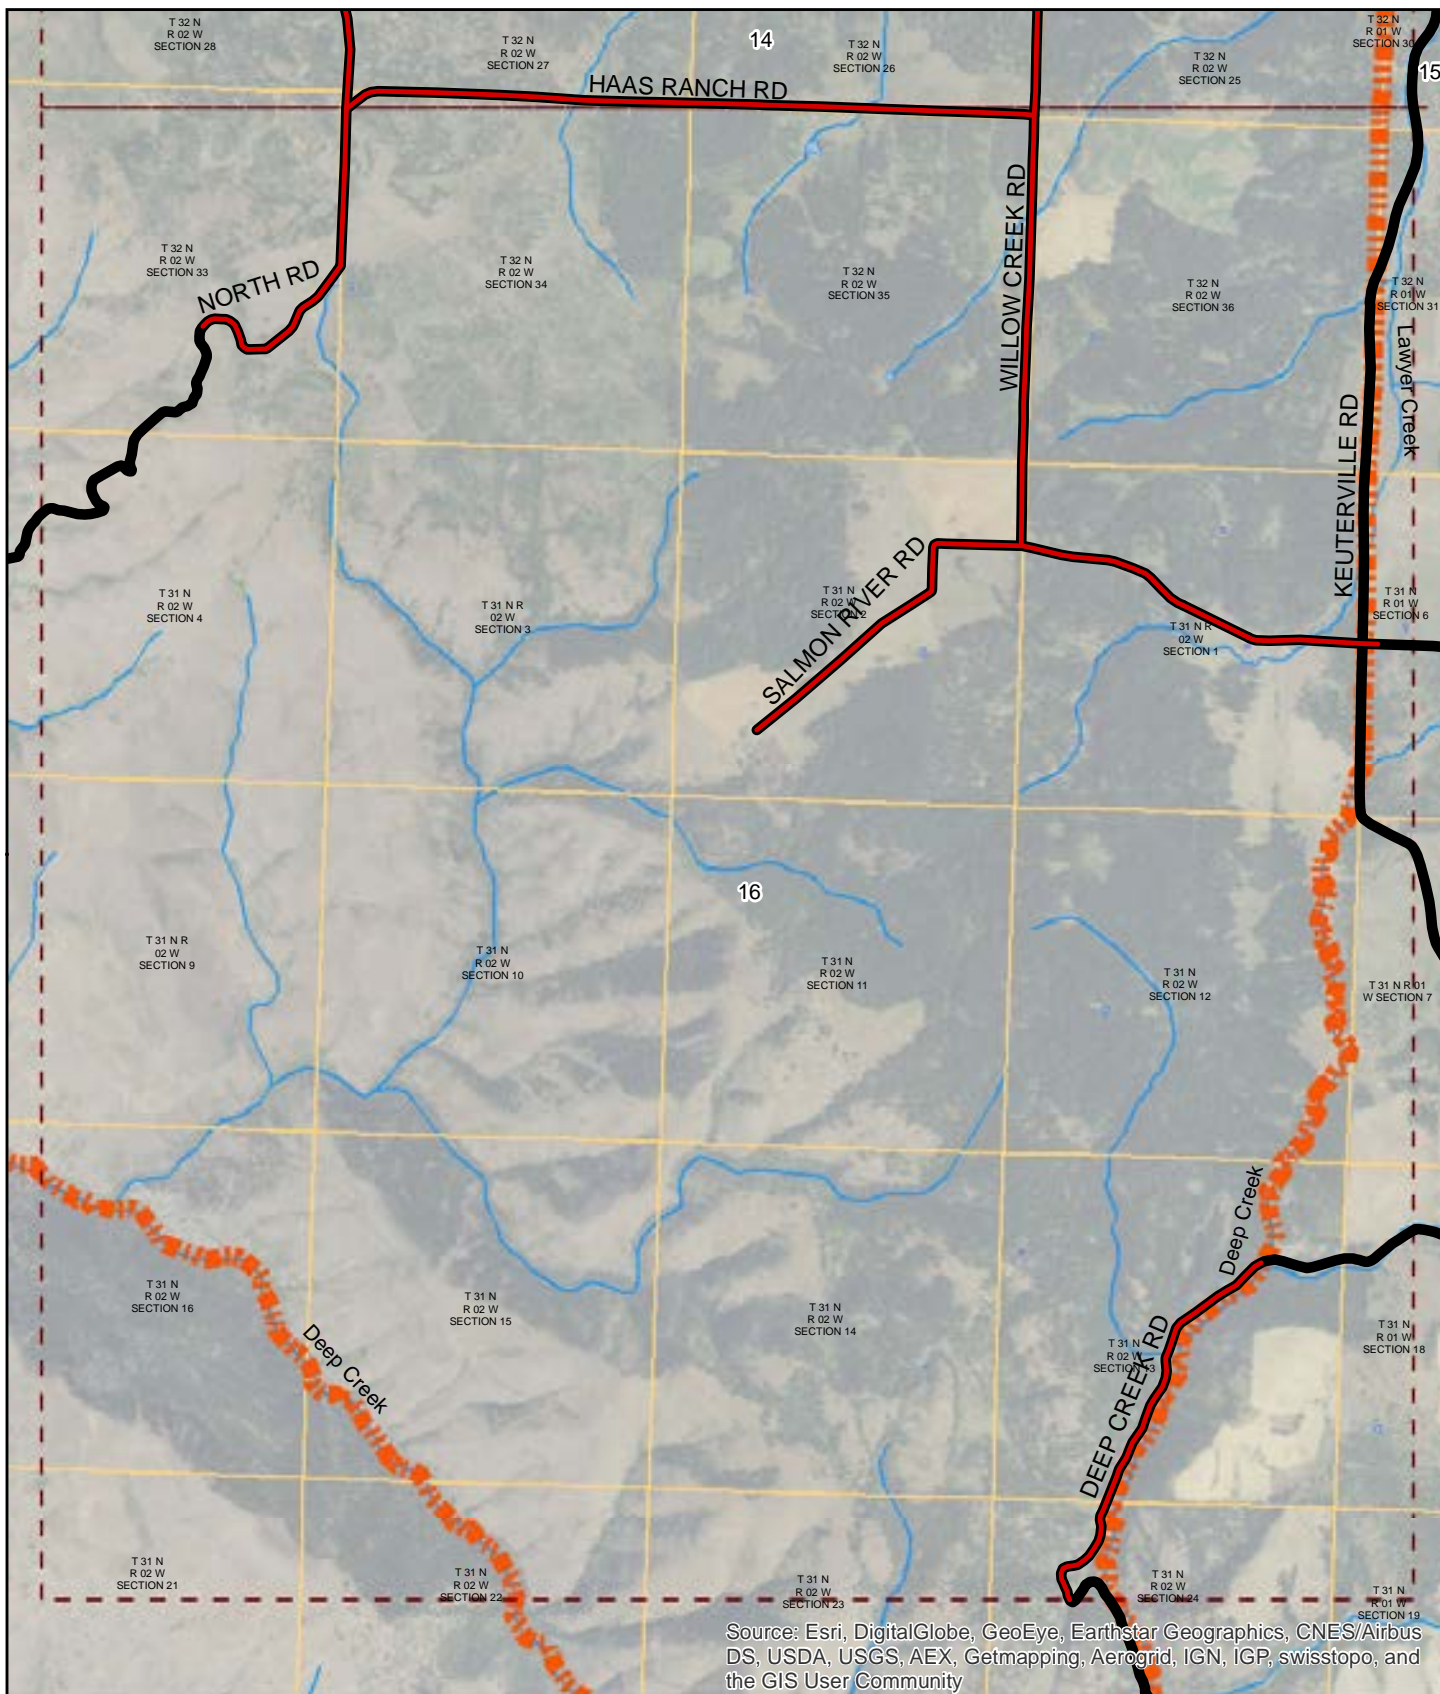 T 32 N
R 02 W
SECTION 28
T 32 N
R 02 W
SECTION 27
14
T 32 N
R 02 W
SECTION 26
T 32 N
R 02 W
SECTION 25
T 32 N
R 01 W
SECTION 30
15
HAAS RANCH RD
T 32 N
R 02 W
SECTION 33
NORTH RD
T 32 N
R 02 W
SECTION 34
T 32 N
R 02 W
SECTION 35
WILLOW CREEK RD
T 32 N
R 02 W
SECTION 36
T 32 N
R 01 W
SECTION 31
Lawyer Creek
KEUTERVILLE RD
T 31 N
R 02 W
SECTION 4
T 31 N R
02 W
SECTION 3
T 31 N
R 02 W
SECTION 2
SALMON RIVER RD
T 31 N R
02 W
SECTION 1
T 31 N
R 01 W
SECTION 6
16
T 31 N R
02 W
SECTION 9
T 31 N
R 02 W
SECTION 10
T 31 N
R 02 W
SECTION 11
T 31 N
R 02 W
SECTION 12
T 31 N R 01
W SECTION 7
Deep Creek
T 31 N
R 02 W
SECTION 16
T 31 N
R 02 W
SECTION 15
T 31 N
R 02 W
SECTION 14
T 31 N
R 02 W
SECTION 13
T 31 N
R 01 W
SECTION 18
Deep Creek
DEEP CREEK RD
T 31 N
R 02 W
SECTION 21
T 31 N
R 02 W
SECTION 22
T 31 N
R 02 W
SECTION 23
T 31 N
R 02 W
SECTION 24
T 31 N
R 01 W
SECTION 19
Source: Esri, DigitalGlobe, GeoEye, Earthstar Geographics, CNES/Airbus
DS, USDA, USGS, AEX, Getmapping, Aerogrid, IGN, IGP, swisstopo, and
the GIS User Community